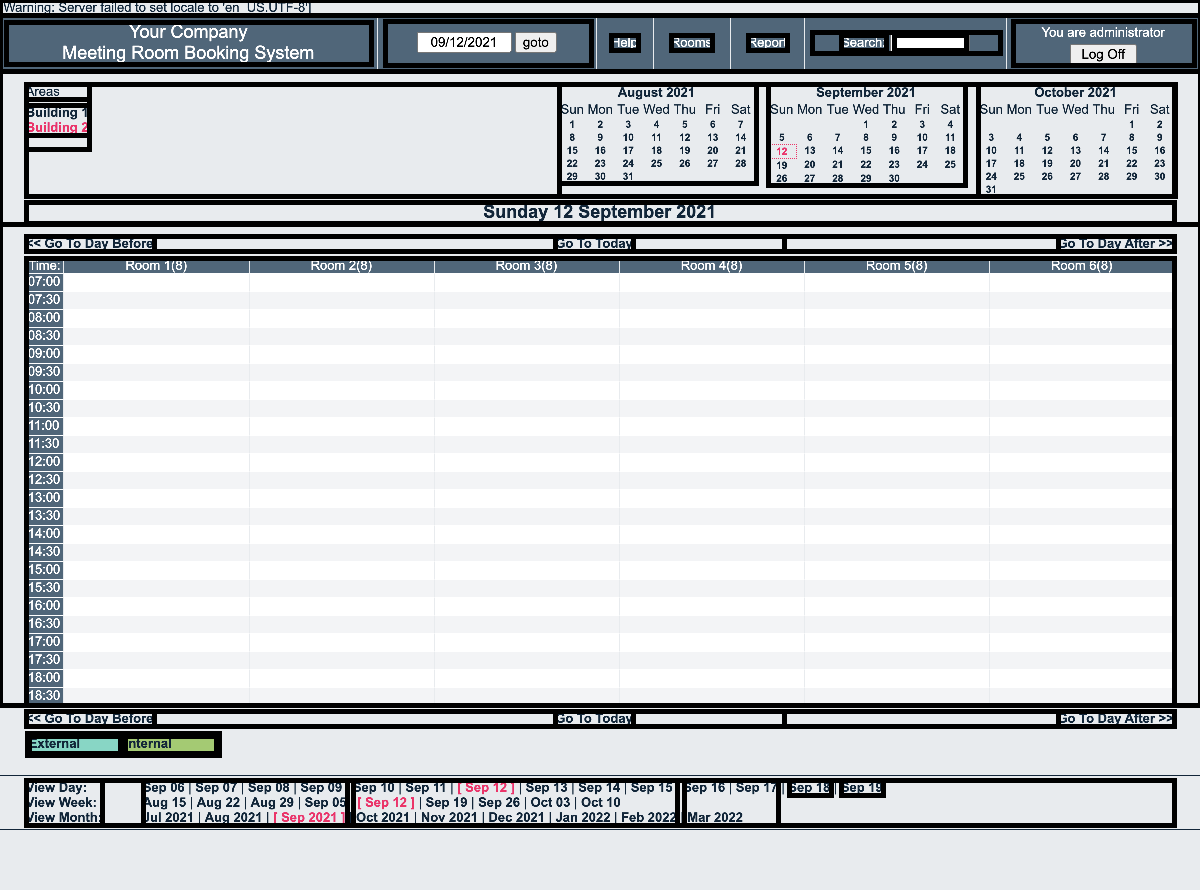 Warning: Server failed to set locale to 'en_US.UTF-8']
Your Company
Meeting Room Booking System
09/12/2021 goto
Help
Rooms
Report
Search:
You are administrator
Log Off
Areas
Building 1
Building 2
August 2021
Sun Mon Tue Wed Thu Fri Sat
1 2 3 4 5 6 7
8 9 10 11 12 13 14
15 16 17 18 19 20 21
22 23 24 25 26 27 28
29 30 31
September 2021
Sun Mon Tue Wed Thu Fri Sat
1 2 3 4
5 6 7 8 9 10 11
12 13 14 15 16 17 18
19 20 21 22 23 24 25
26 27 28 29 30
October 2021
Sun Mon Tue Wed Thu Fri Sat
1 2
3 4 5 6 7 8 9
10 11 12 13 14 15 16
17 18 19 20 21 22 23
24 25 26 27 28 29 30
31
Sunday 12 September 2021
<< Go To Day Before Go To Today Go To Day After >>
Time: Room 1(8) Room 2(8) Room 3(8) Room 4(8) Room 5(8) Room 6(8)
07:00
07:30
08:00
08:30
09:00
09:30
10:00
10:30
11:00
11:30
12:00
12:30
13:00
13:30
14:00
14:30
15:00
15:30
16:00
16:30
17:00
17:30
18:00
18:30
<< Go To Day Before Go To Today Go To Day After >>
External Internal
View Day: Sep 06 | Sep 07 | Sep 08 | Sep 09 | Sep 10 | Sep 11 | [ Sep 12 ] | Sep 13 | Sep 14 | Sep 15 | Sep 16 | Sep 17 | Sep 18 | Sep 19
View Week: Aug 15 | Aug 22 | Aug 29 | Sep 05 | [ Sep 12 ] | Sep 19 | Sep 26 | Oct 03 | Oct 10
View Month: Jul 2021 | Aug 2021 | [ Sep 2021 ] | Oct 2021 | Nov 2021 | Dec 2021 | Jan 2022 | Feb 2022 | Mar 2022